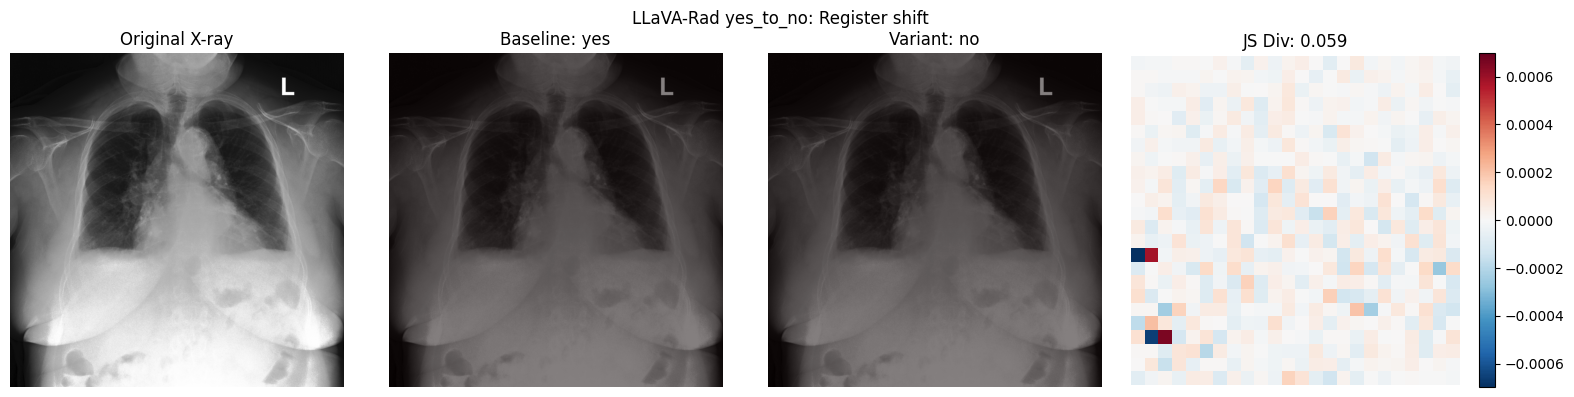 LLaVA-Rad yes_to_no: Register shift
Original X-ray
Baseline: yes
Variant: no
JS Div: 0.059
L
L
L
0.0006
0.0004
0.0002
0.0000
−0.0002
−0.0004
−0.0006